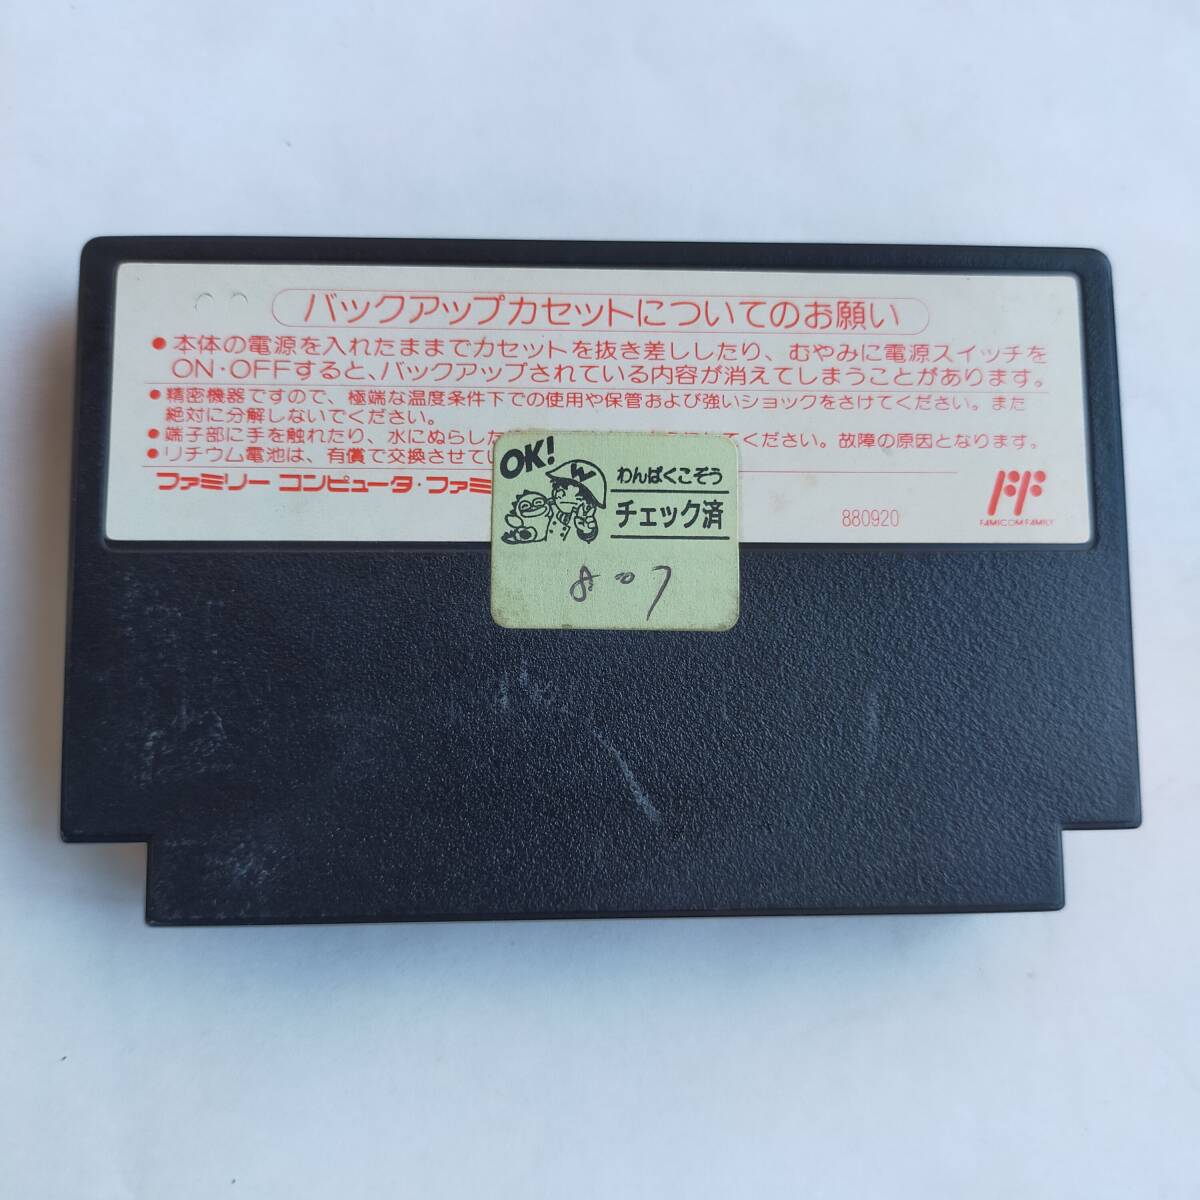 バックアップカセットについてのお願い
●本体の電源を入れたままでカセットを抜き差ししたり、むやみに電源スイッチを
ON・OFFすると、バックアップされている内容が消えてしまうことがあります。
●精密機器ですので、極端な温度条件下での使用や保管および強いショックをさけてください。また
絶対に分解しないでください。
●端子部に手を触れたり、水にぬらした てください。故障の原因となります。
●リチウム電池は、有償で交換させてい
ファミリー コンピュータ・ファミ
880920
FAMICOM FAMILY
OK!
W
わんぱくこぞう
チェック済
807